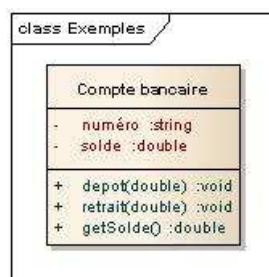 class Exemples
Compte bancaire
- numéro :string
- solde :double
+ depot(double) :void
+ retrait(double) :void
+ getSolde() :double